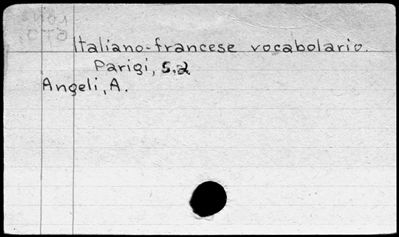 Italiano-francese vocabolario.
Parigi, s.a.
Angeli, A.